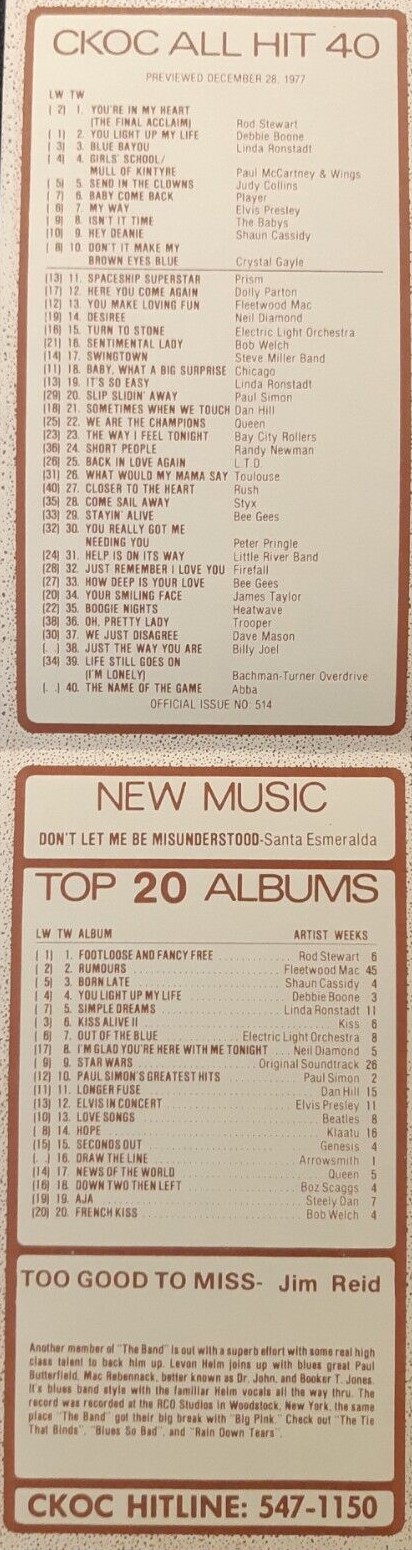 CKOC ALL HIT 40
PREVIEWED DECEMBER 28, 1977
LW TW
( 2) 1. YOU'RE IN MY HEART
(THE FINAL ACCLAIM) Rod Stewart
( 1) 2. YOU LIGHT UP MY LIFE Debbie Boone
( 3) 3. BLUE BAYOU Linda Ronstadt
( 4) 4. GIRLS' SCHOOL/
MULL OF KINTYRE Paul McCartney & Wings
( 5) 5. SEND IN THE CLOWNS Judy Collins
( 7) 6. BABY COME BACK Player
( 6) 7. MY WAY Elvis Presley
( 9) 8. ISN'T IT TIME The Babys
(10) 9. HEY DEANIE Shaun Cassidy
( 8) 10. DON'T IT MAKE MY
BROWN EYES BLUE Crystal Gayle
(13) 11. SPACESHIP SUPERSTAR Prism
(17) 12. HERE YOU COME AGAIN Dolly Parton
(12) 13. YOU MAKE LOVING FUN Fleetwood Mac
(19) 14. DESIREE Neil Diamond
(16) 15. TURN TO STONE Electric Light Orchestra
(21) 16. SENTIMENTAL LADY Bob Welch
(14) 17. SWINGTOWN Steve Miller Band
(11) 18. BABY, WHAT A BIG SURPRISE Chicago
(13) 19. IT'S SO EASY Linda Ronstadt
(29) 20. SLIP SLIDIN' AWAY Paul Simon
(18) 21. SOMETIMES WHEN WE TOUCH Dan Hill
(25) 22. WE ARE THE CHAMPIONS Queen
(23) 23. THE WAY I FEEL TONIGHT Bay City Rollers
(36) 24. SHORT PEOPLE Randy Newman
(26) 25. BACK IN LOVE AGAIN L.T.D.
(31) 26. WHAT WOULD MY MAMA SAY Toulouse
(40) 27. CLOSER TO THE HEART Rush
(35) 28. COME SAIL AWAY Styx
(33) 29. STAYIN' ALIVE Bee Gees
(32) 30. YOU REALLY GOT ME
NEEDING YOU Peter Pringle
(24) 31. HELP IS ON ITS WAY Little River Band
(28) 32. JUST REMEMBER I LOVE YOU Firefall
(27) 33. HOW DEEP IS YOUR LOVE Bee Gees
(20) 34. YOUR SMILING FACE James Taylor
(22) 35. BOOGIE NIGHTS Heatwave
(38) 36. OH, PRETTY LADY Trooper
(30) 37. WE JUST DISAGREE Dave Mason
(. .) 38. JUST THE WAY YOU ARE Billy Joel
(34) 39. LIFE STILL GOES ON
(I'M LONELY) Bachman-Turner Overdrive
(. .) 40. THE NAME OF THE GAME Abba
OFFICIAL ISSUE NO. 514
NEW MUSIC
DON'T LET ME BE MISUNDERSTOOD-Santa Esmeralda
TOP 20 ALBUMS
LW TW ALBUM ARTIST WEEKS
( 1) 1. FOOTLOOSE AND FANCY FREE Rod Stewart 6
( 2) 2. RUMOURS Fleetwood Mac 45
( 5) 3. BORN LATE Shaun Cassidy 4
( 4) 4. YOU LIGHT UP MY LIFE Debbie Boone 3
( 7) 5. SIMPLE DREAMS Linda Ronstadt 11
( 3) 6. KISS ALIVE II Kiss 6
( 6) 7. OUT OF THE BLUE Electric Light Orchestra 8
(17) 8. I'M GLAD YOU'RE HERE WITH ME TONIGHT Neil Diamond 5
( 9) 9. STAR WARS Original Soundtrack 26
(12) 10. PAUL SIMON'S GREATEST HITS Paul Simon 2
(11) 11. LONGER FUSE Dan Hill 15
(13) 12. ELVIS IN CONCERT Elvis Presley 11
(10) 13. LOVE SONGS Beatles 8
( 8) 14. HOPE Klaatu 16
(15) 15. SECONDS OUT Genesis 4
(. .) 16. DRAW THE LINE Arrowsmith 1
(14) 17. NEWS OF THE WORLD Queen 5
(16) 18. DOWN TWO THEN LEFT Boz Scaggs 4
(19) 19. AJA Steely Dan 7
(20) 20. FRENCH KISS Bob Welch 4
TOO GOOD TO MISS- Jim Reid
Another member of "The Band" is out with a superb effort with some real high
class talent to back him up. Levon Helm joins up with blues great Paul
Butterfield, Mac Rebennack, better known as Dr. John, and Booker T. Jones.
It's blues band style with the familiar Helm vocals all the way thru. The
record was recorded at the RCO Studios in Woodstock, New York, the same
place "The Band" got their big break with "Big Pink." Check out "The Tie
That Binds", "Blues So Bad", and "Rain Down Tears".
CKOC HITLINE: 547-1150